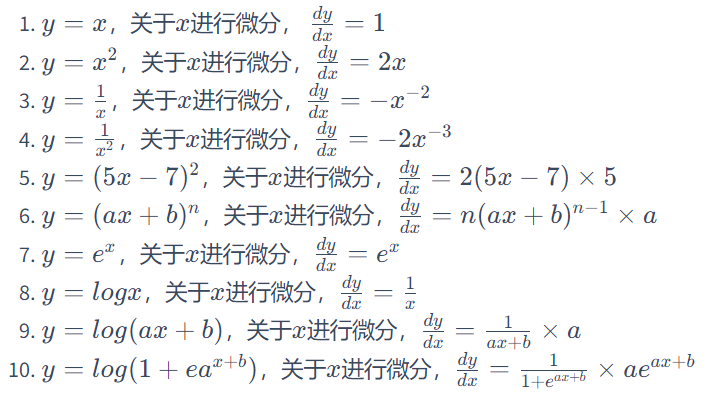 1. $y = x$，关于$x$进行微分，$\frac{dy}{dx} = 1$
2. $y = x^2$，关于$x$进行微分，$\frac{dy}{dx} = 2x$
3. $y = \frac{1}{x}$，关于$x$进行微分，$\frac{dy}{dx} = -x^{-2}$
4. $y = \frac{1}{x^2}$，关于$x$进行微分，$\frac{dy}{dx} = -2x^{-3}$
5. $y = (5x - 7)^2$，关于$x$进行微分，$\frac{dy}{dx} = 2(5x - 7) \times 5$
6. $y = (ax + b)^n$，关于$x$进行微分，$\frac{dy}{dx} = n(ax + b)^{n-1} \times a$
7. $y = e^x$，关于$x$进行微分，$\frac{dy}{dx} = e^x$
8. $y = logx$，关于$x$进行微分，$\frac{dy}{dx} = \frac{1}{x}$
9. $y = log(ax + b)$，关于$x$进行微分，$\frac{dy}{dx} = \frac{1}{ax+b} \times a$
10. $y = log(1 + ea^{x+b})$，关于$x$进行微分，$\frac{dy}{dx} = \frac{1}{1+e^{ax+b}} \times ae^{ax+b}$